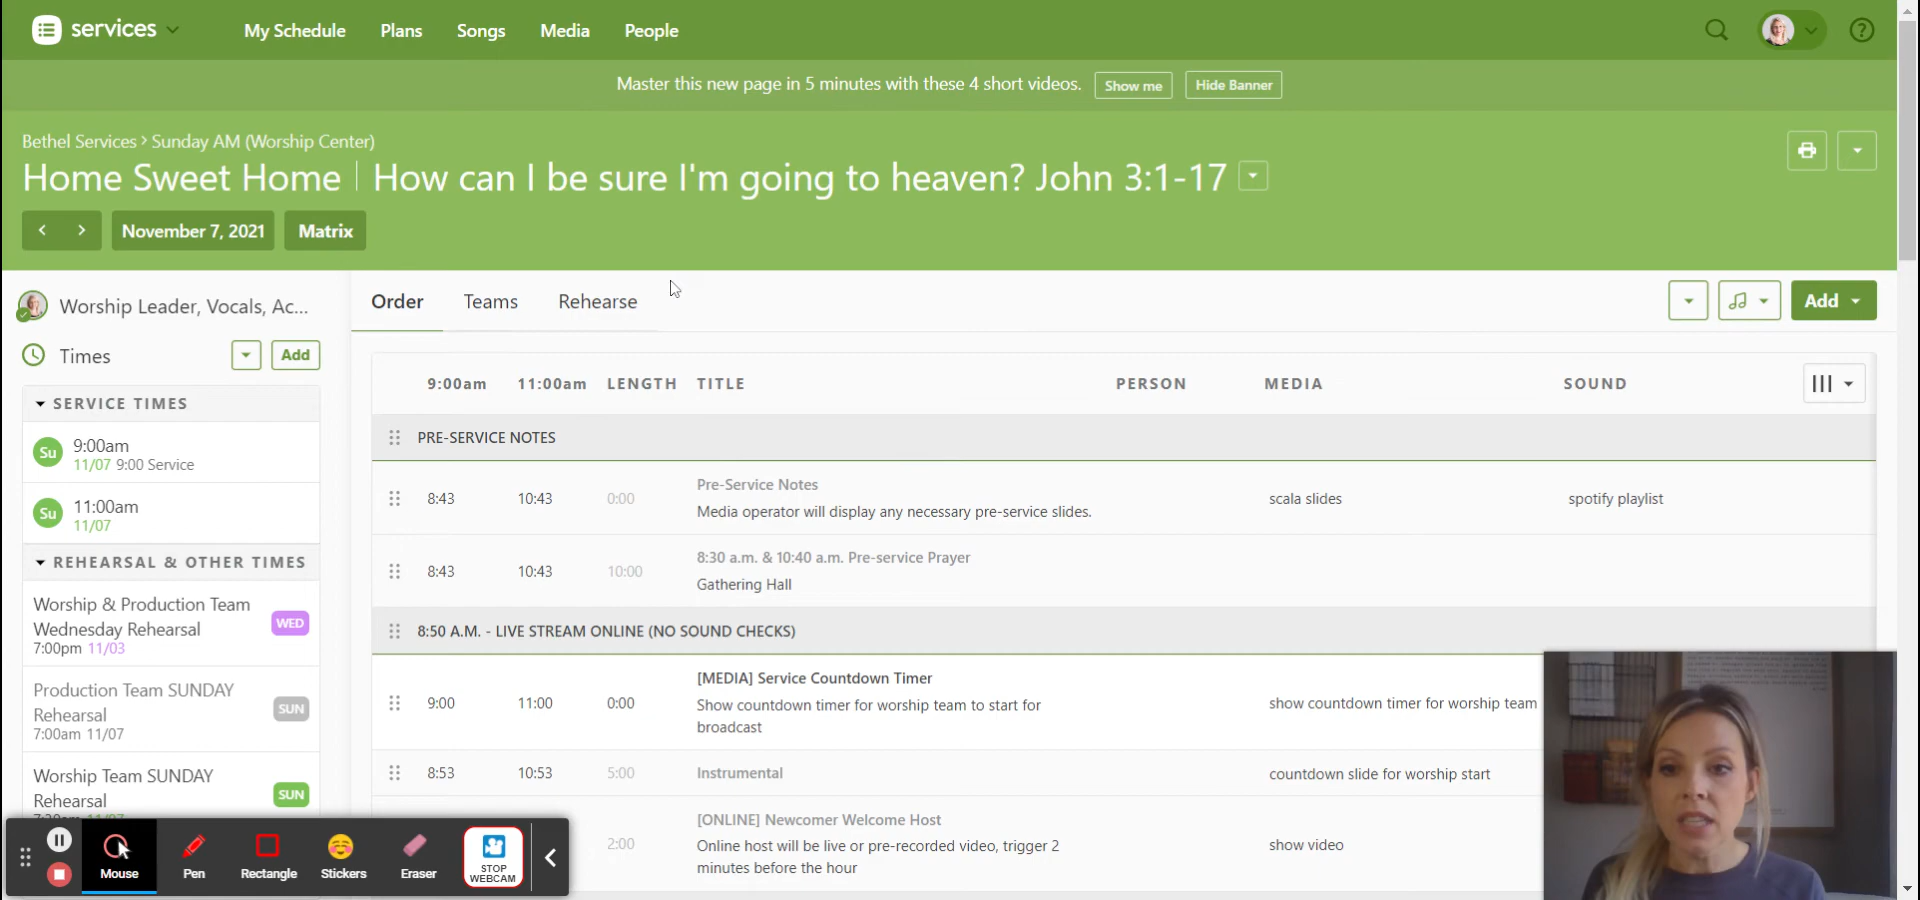 services
My Schedule
Plans
Songs
Media
People
Master this new page in 5 minutes with these 4 short videos.
Show me
Hide Banner
Bethel Services > Sunday AM (Worship Center)
Home Sweet Home | How can I be sure I'm going to heaven? John 3:1-17
November 7, 2021
Matrix
Worship Leader, Vocals, Ac...
Times
Add
SERVICE TIMES
Su
9:00am
11/07 9:00 Service
Su
11:00am
11/07
REHEARSAL & OTHER TIMES
Worship & Production Team
Wednesday Rehearsal
7:00pm 11/03
WED
Production Team SUNDAY
Rehearsal
7:00am 11/07
SUN
Worship Team SUNDAY
Rehearsal
SUN
Order
Teams
Rehearse
Add
9:00am 11:00am LENGTH TITLE PERSON MEDIA SOUND
PRE-SERVICE NOTES
8:43 10:43 0:00
Pre-Service Notes
Media operator will display any necessary pre-service slides.
scala slides
spotify playlist
8:43 10:43 10:00
8:30 a.m. & 10:40 a.m. Pre-service Prayer
Gathering Hall
8:50 A.M. - LIVE STREAM ONLINE (NO SOUND CHECKS)
9:00 11:00 0:00
[MEDIA] Service Countdown Timer
Show countdown timer for worship team to start for
broadcast
show countdown timer for worship team
8:53 10:53 5:00
Instrumental
countdown slide for worship start
2:00
[ONLINE] Newcomer Welcome Host
Online host will be live or pre-recorded video, trigger 2
minutes before the hour
show video
Mouse
Pen
Rectangle
Stickers
Eraser
STOP
WEBCAM